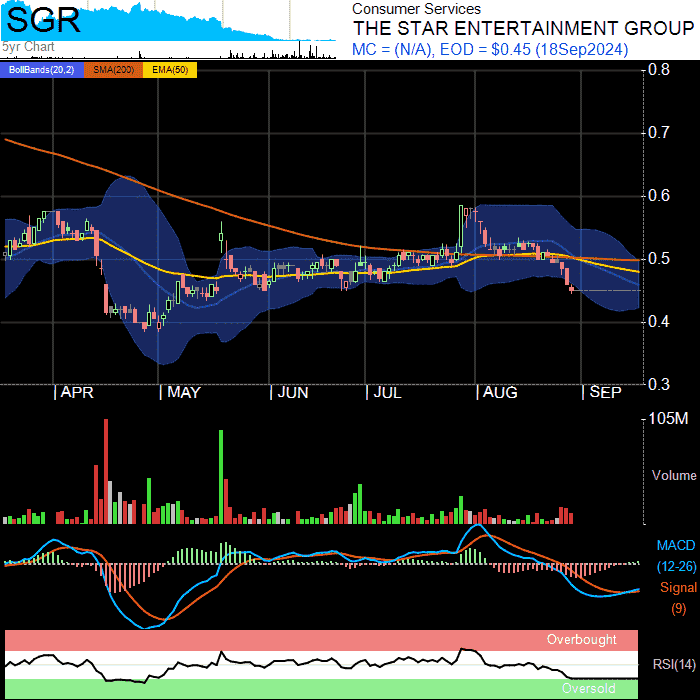 SGR
5yr Chart
Consumer Services
THE STAR ENTERTAINMENT GROUP
MC = (N/A), EOD = $0.45 (18Sep2024)
BollBands(20,2) SMA(200) EMA(50)
0.8
0.7
0.6
0.5
0.4
0.3
APR MAY JUN JUL AUG SEP
105M
Volume
MACD
(12-26)
Signal
(9)
Overbought
RSI(14)
Oversold